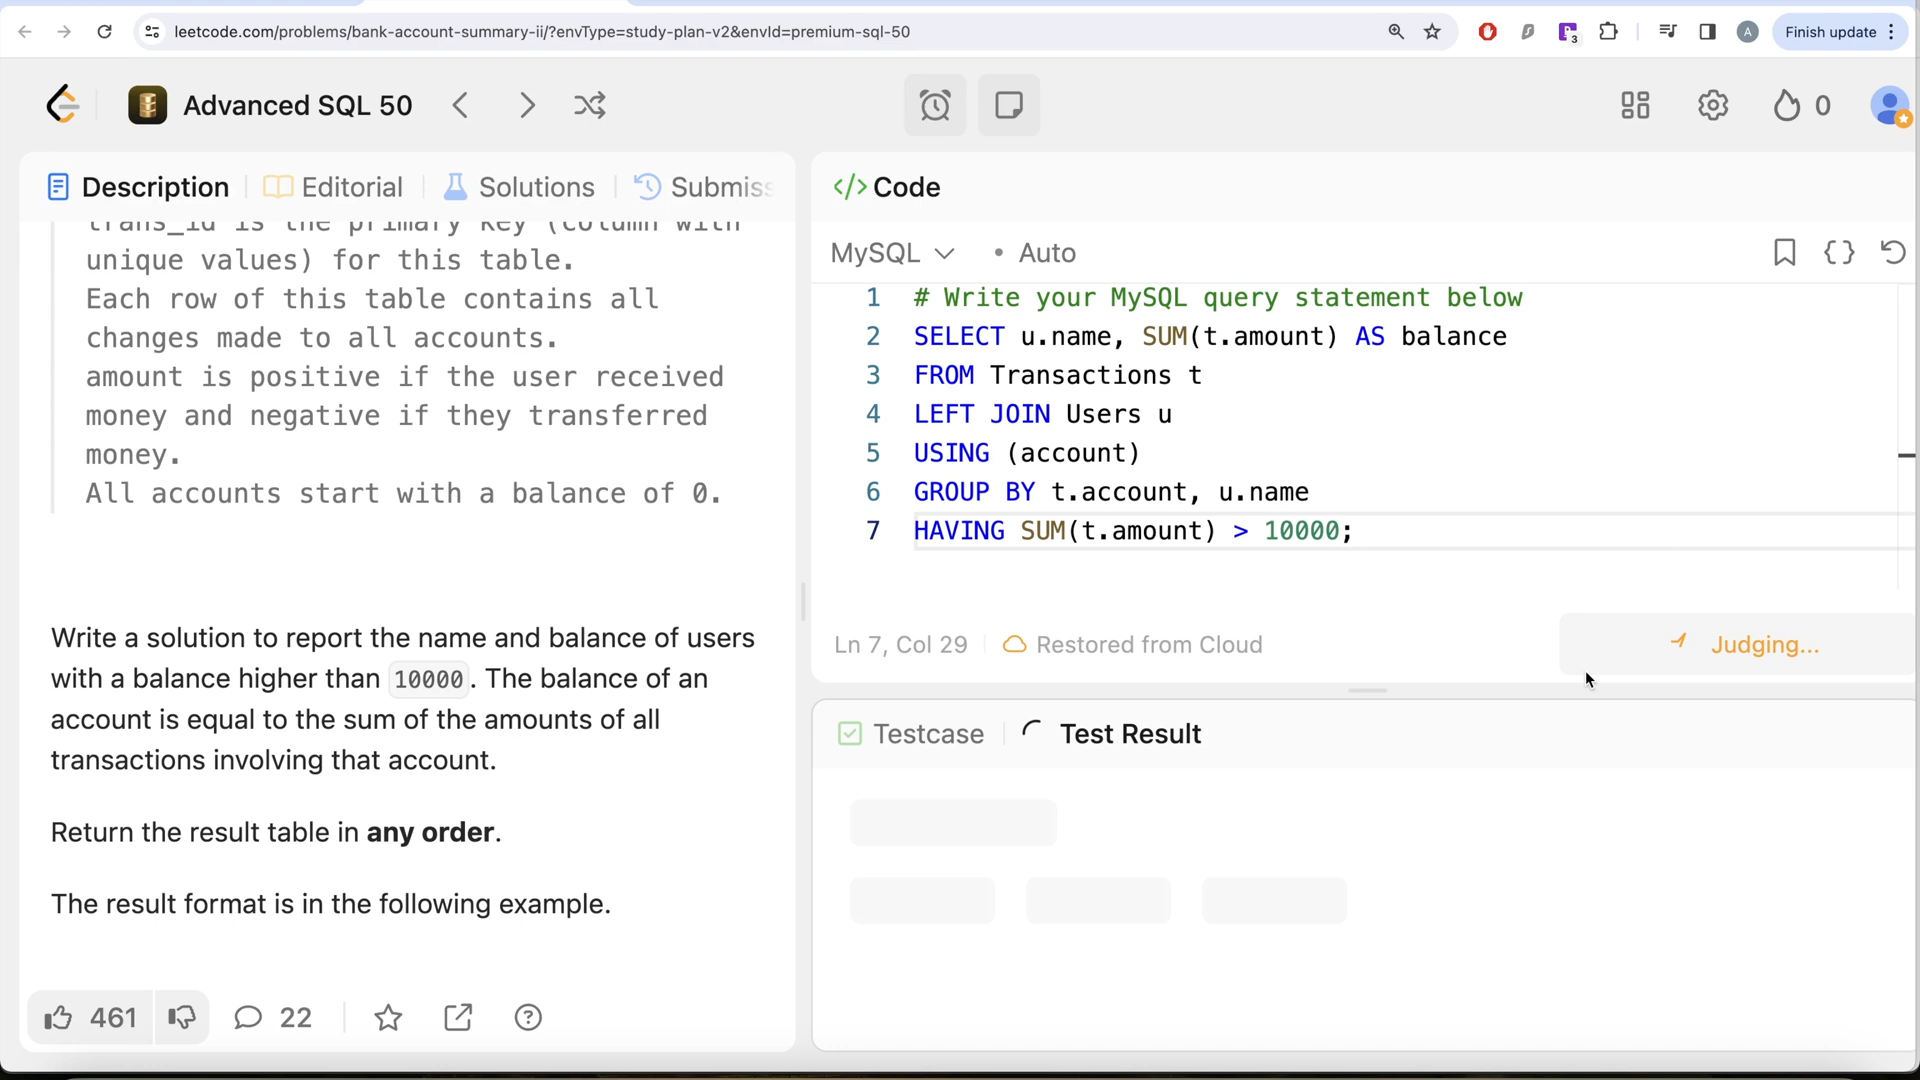 leetcode.com/problems/bank-account-summary-ii/?envType=study-plan-v2&envId=premium-sql-50
3
A
Finish update
Advanced SQL 50
0
Description
Editorial
Solutions
Submiss
trans_id is the primary key (column with
unique values) for this table.
Each row of this table contains all
changes made to all accounts.
amount is positive if the user received
money and negative if they transferred
money.
All accounts start with a balance of 0.
Write a solution to report the name and balance of users
with a balance higher than 10000. The balance of an
account is equal to the sum of the amounts of all
transactions involving that account.
Return the result table in any order.
The result format is in the following example.
461
22
</> Code
MySQL • Auto
1 # Write your MySQL query statement below
2 SELECT u.name, SUM(t.amount) AS balance
3 FROM Transactions t
4 LEFT JOIN Users u
5 USING (account)
6 GROUP BY t.account, u.name
7 HAVING SUM(t.amount) > 10000;
Ln 7, Col 29
Restored from Cloud
Judging...
Testcase
Test Result